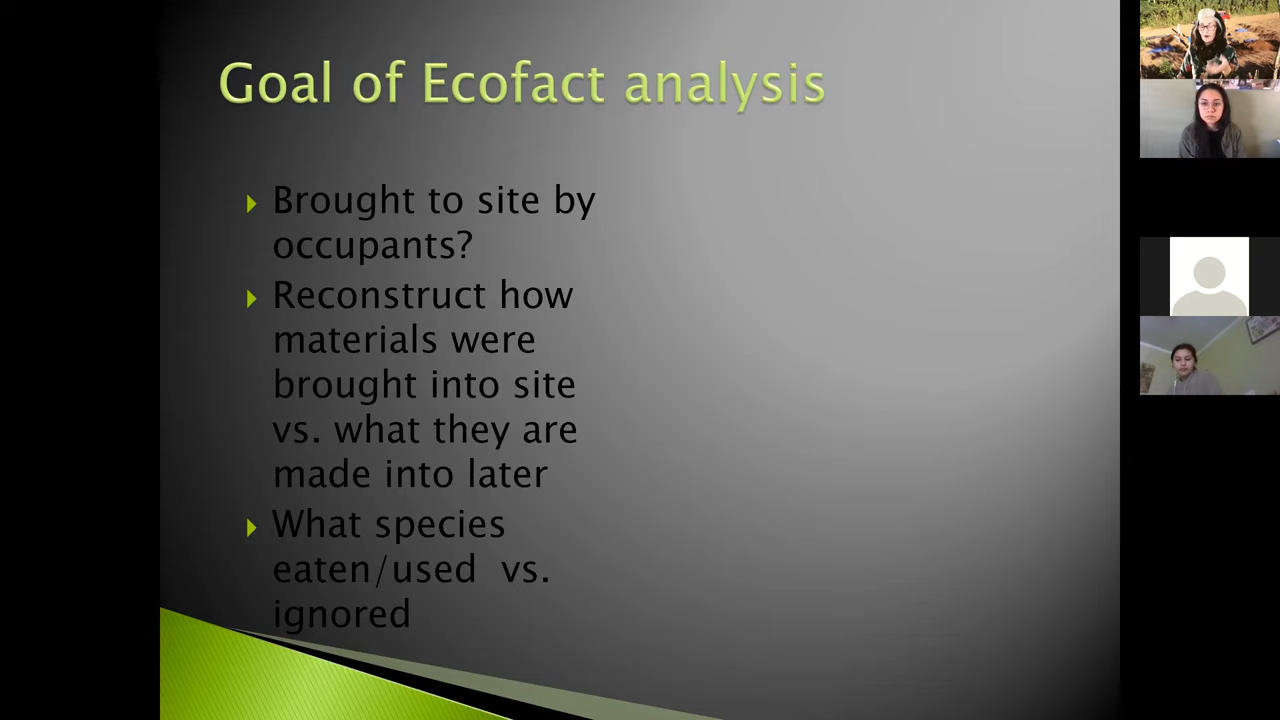 Goal of Ecofact analysis
Brought to site by
occupants?
Reconstruct how
materials were
brought into site
vs. what they are
made into later
What species
eaten/used vs.
ignored